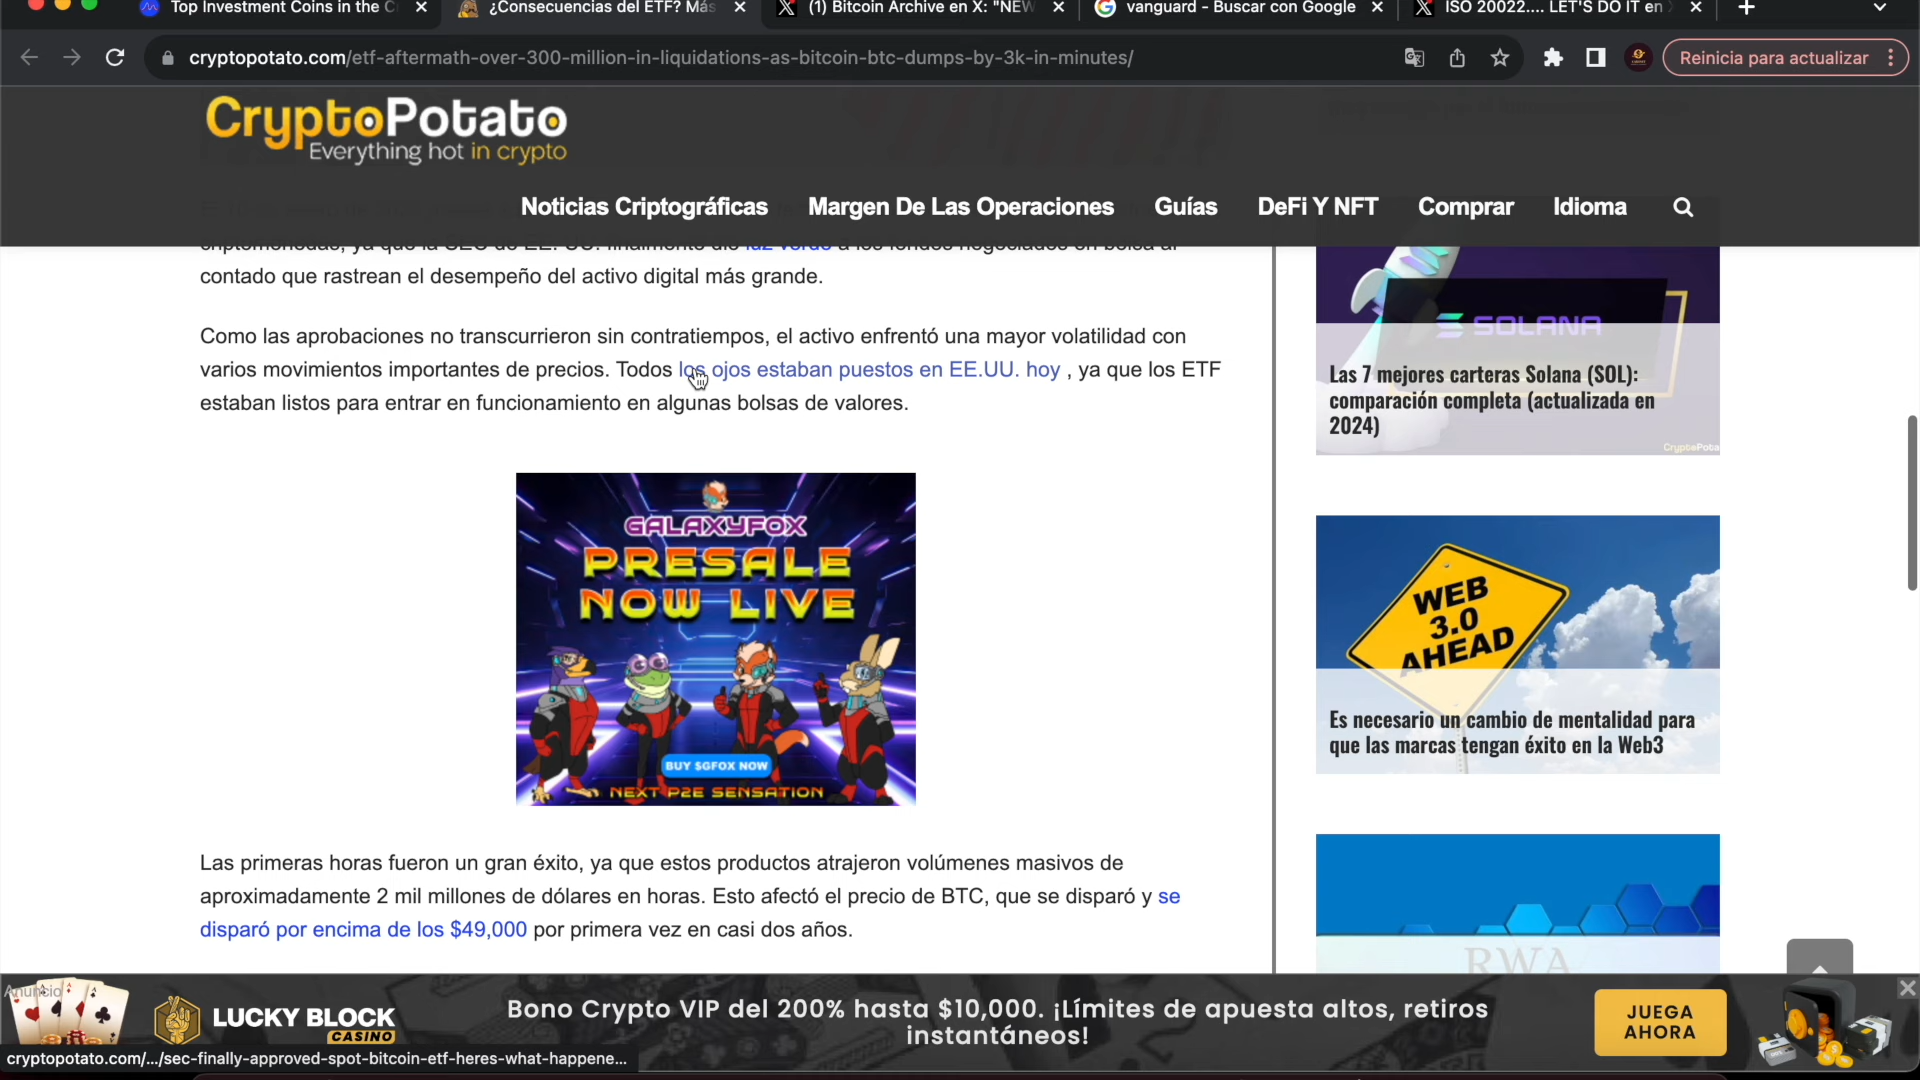 Top Investment Coins in the C
¿Consecuencias del ETF? Más
(1) Bitcoin Archive en X: "NEW
vanguard - Buscar con Google
ISO 20022.... LET'S DO IT en
cryptopotato.com/etf-aftermath-over-300-million-in-liquidations-as-bitcoin-btc-dumps-by-3k-in-minutes/
Reinicia para actualizar
CryptoPotato
Everything hot in crypto
Noticias Criptográficas
Margen De Las Operaciones
Guías
DeFi Y NFT
Comprar
Idioma
criptomonedas, ya que la SEC de EE. UU. finalmente dio luz verde a los fondos negociados en bolsa al
contado que rastrean el desempeño del activo digital más grande.
Como las aprobaciones no transcurrieron sin contratiempos, el activo enfrentó una mayor volatilidad con
varios movimientos importantes de precios. Todos los ojos estaban puestos en EE.UU. hoy , ya que los ETF
estaban listos para entrar en funcionamiento en algunas bolsas de valores.
GALAXYFOX
PRESALE
NOW LIVE
BUY $GFOX NOW
NEXT P2E SENSATION
Las primeras horas fueron un gran éxito, ya que estos productos atrajeron volúmenes masivos de
aproximadamente 2 mil millones de dólares en horas. Esto afectó el precio de BTC, que se disparó y se
disparó por encima de los $49,000 por primera vez en casi dos años.
SOLANA
Las 7 mejores carteras Solana (SOL):
comparación completa (actualizada en
2024)
CryptoPota
WEB
3.0
AHEAD
Es necesario un cambio de mentalidad para
que las marcas tengan éxito en la Web3
RWA
Anuncio
LUCKY BLOCK
CASINO
Bono Crypto VIP del 200% hasta $10,000. ¡Límites de apuesta altos, retiros
instantáneos!
JUEGA
AHORA
cryptopotato.com/.../sec-finally-approved-spot-bitcoin-etf-heres-what-happene...